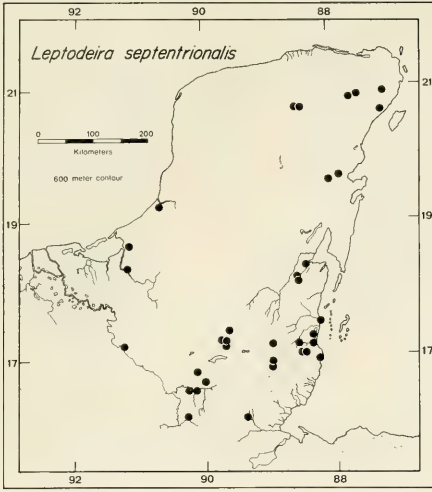 92 90 88
Leptodeira septentrionalis
21 21
0 100 200
Kilometers
600 meter contour
19 19
17 17
92 90 88